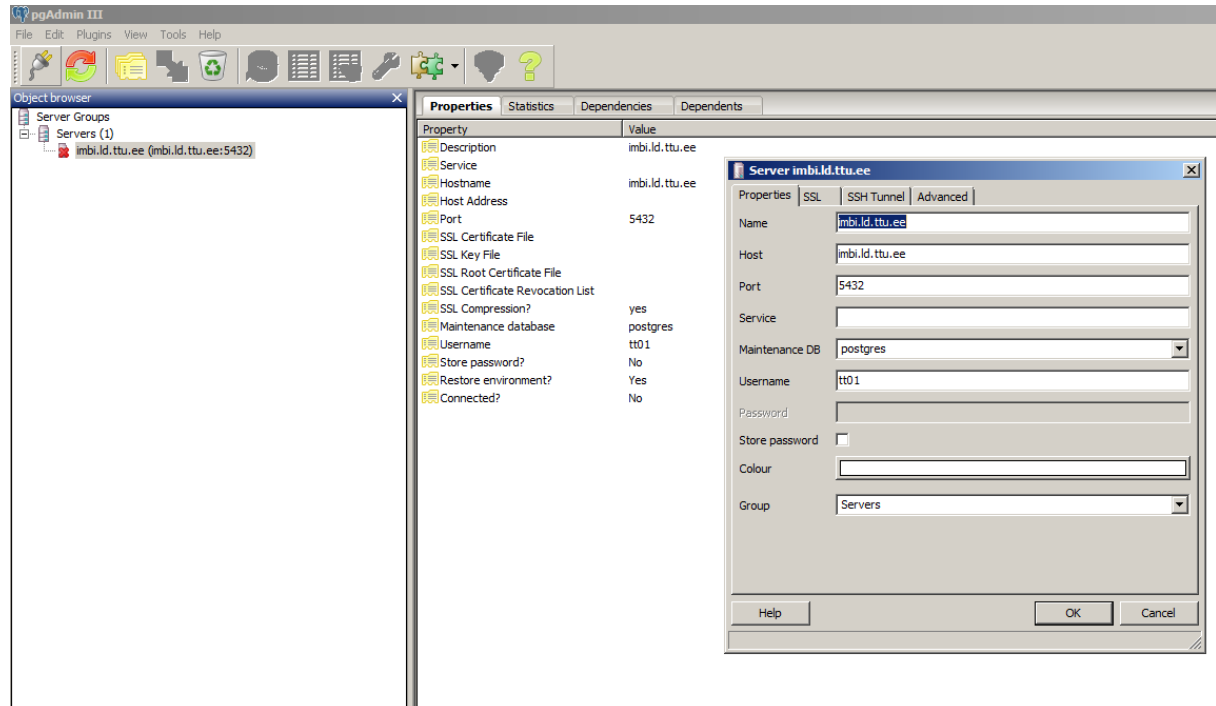 pgAdmin III
File Edit Plugins View Tools Help
Object browser
Server Groups
Servers (1)
imbi.ld.ttu.ee (imbi.ld.ttu.ee:5432)
Properties Statistics Dependencies Dependents
Property Value
Description imbi.ld.ttu.ee
Service
Hostname imbi.ld.ttu.ee
Host Address
Port 5432
SSL Certificate File
SSL Key File
SSL Root Certificate File
SSL Certificate Revocation List
SSL Compression? yes
Maintenance database postgres
Username tt01
Store password? No
Restore environment? Yes
Connected? No
Server imbi.ld.ttu.ee
Properties SSL SSH Tunnel Advanced
Name imbi.ld.ttu.ee
Host imbi.ld.ttu.ee
Port 5432
Service
Maintenance DB postgres
Username tt01
Password
Store password
Colour
Group Servers
Help OK Cancel